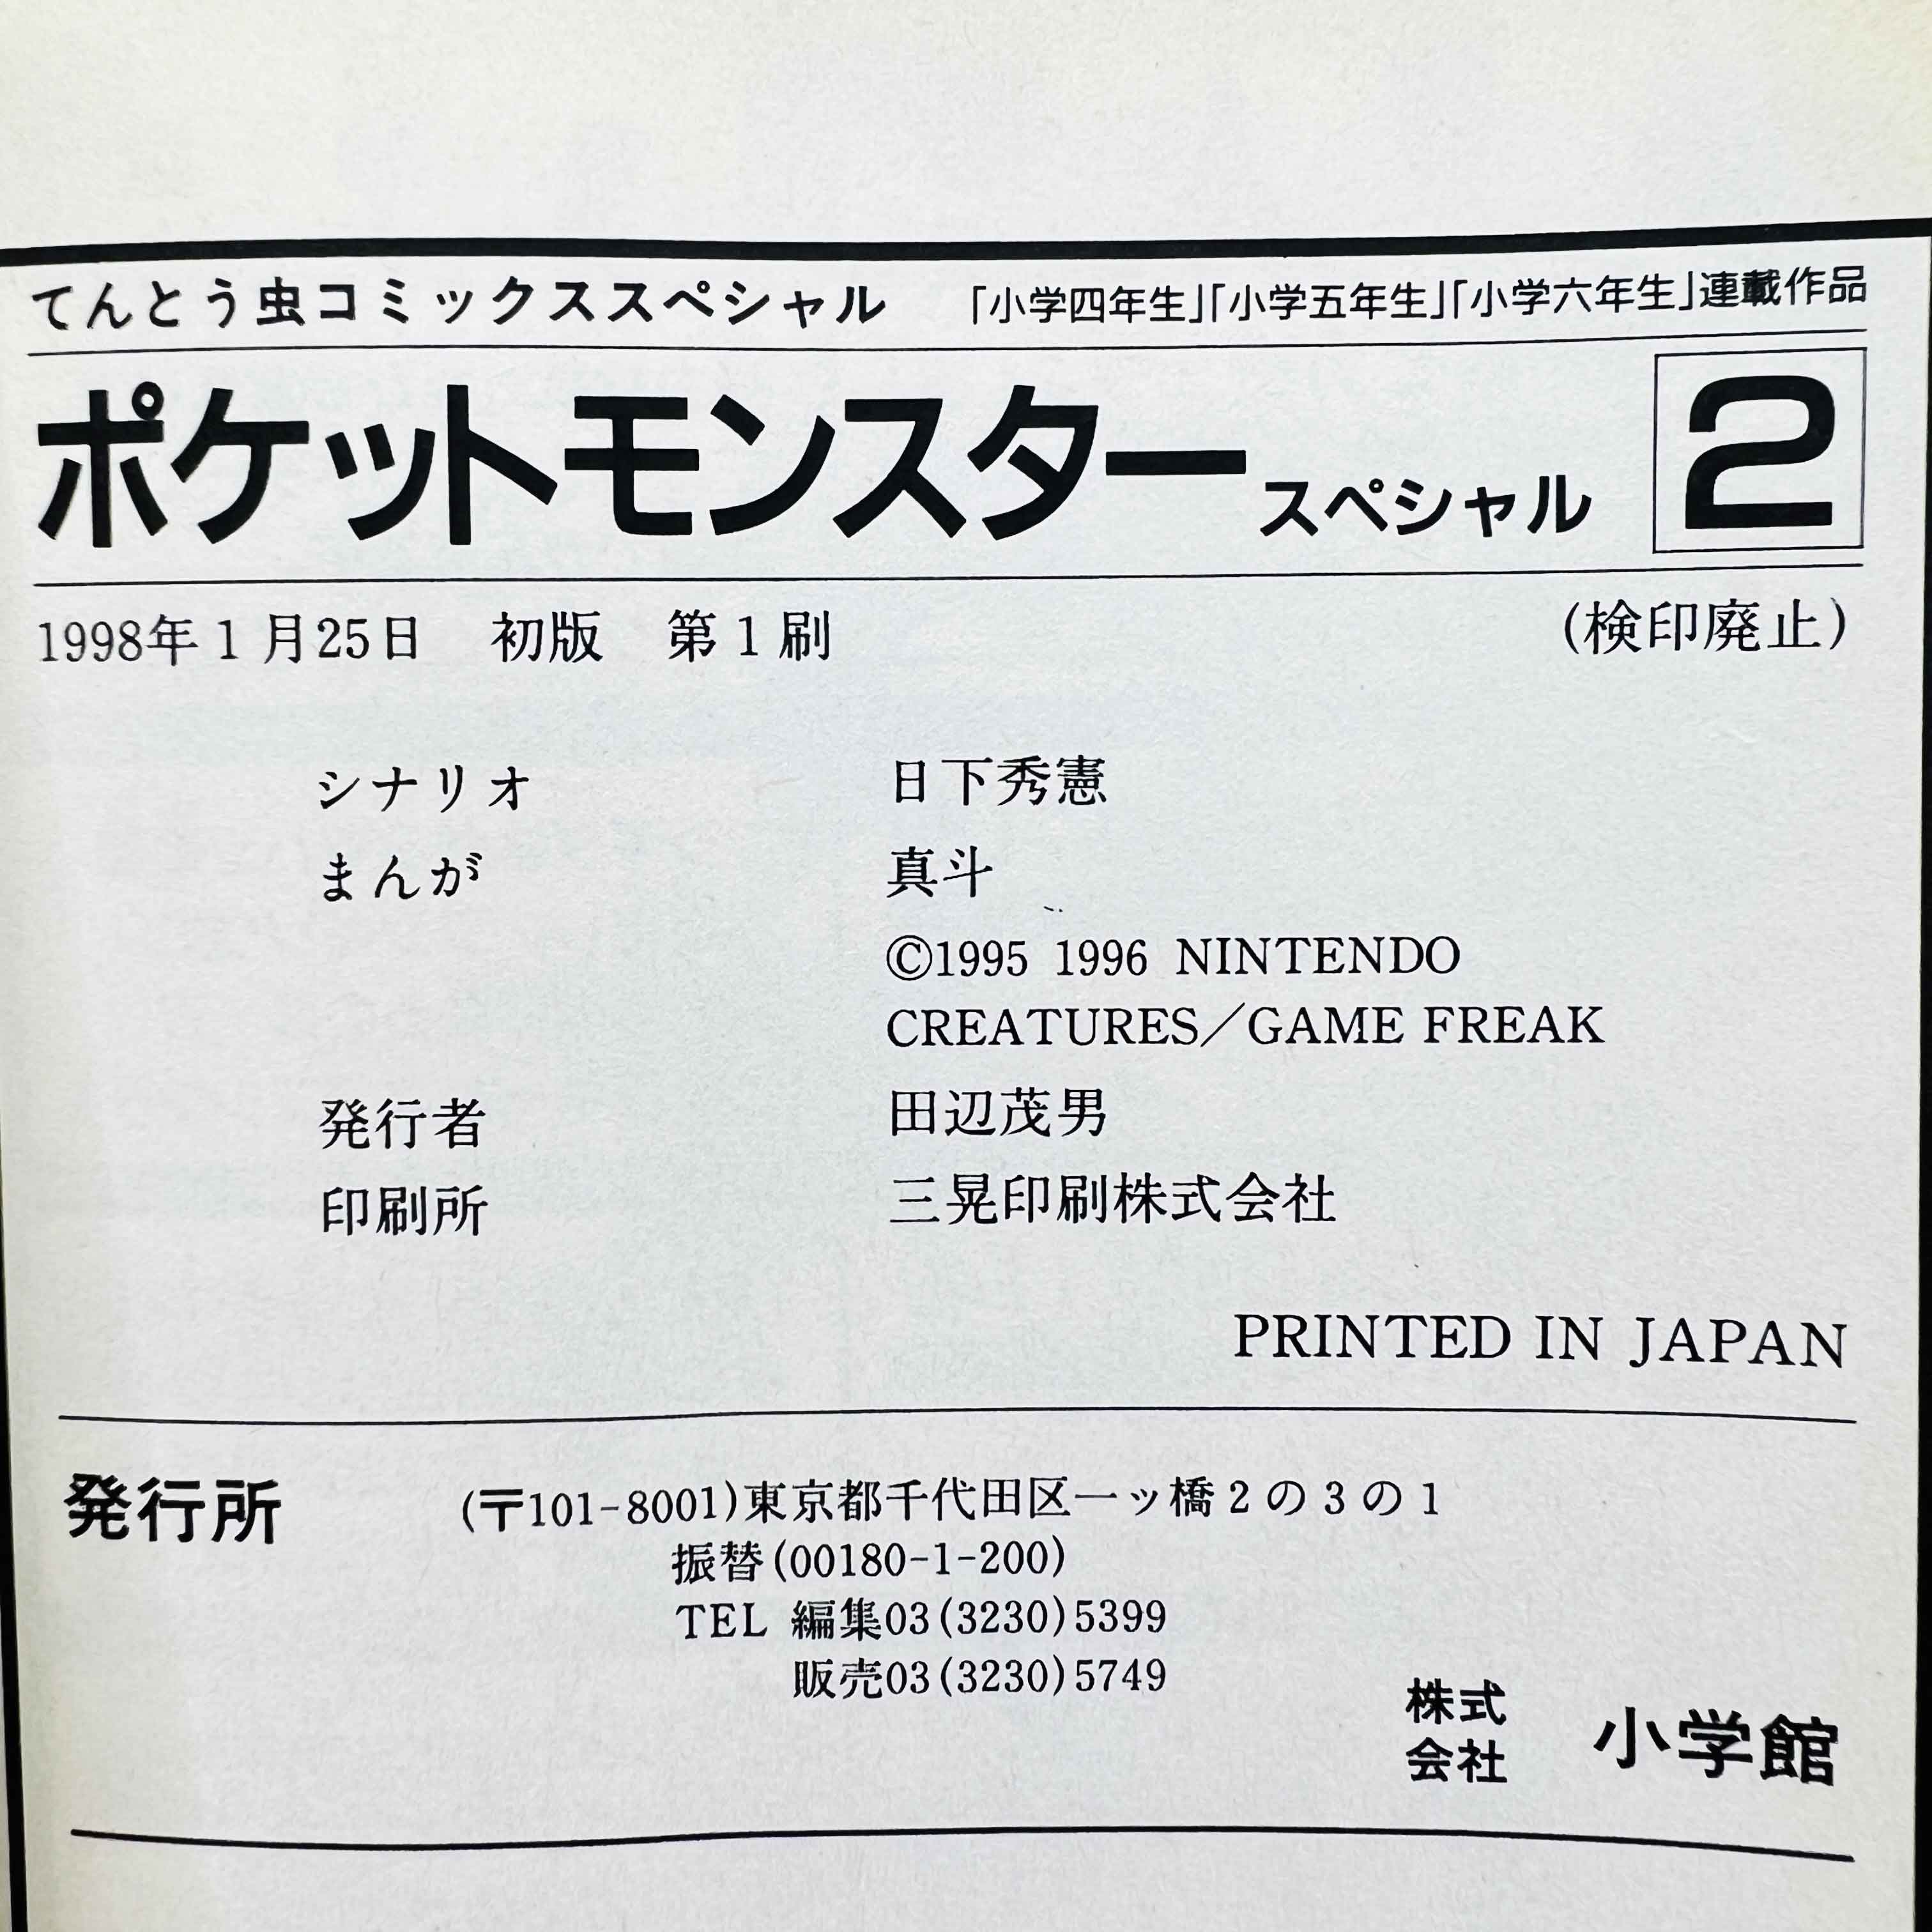 てんとう虫コミックススペシャル 「小学四年生」「小学五年生」「小学六年生」連載作品
ポケットモンスタースペシャル 2
1998年1月25日 初版 第1刷 (検印廃止)
シナリオ 日下秀憲
まんが 真斗
©1995 1996 NINTENDO
CREATURES／GAME FREAK
発行者 田辺茂男
印刷所 三晃印刷株式会社
PRINTED IN JAPAN
発行所 (〒101-8001)東京都千代田区一ッ橋2の3の1
振替(00180-1-200)
TEL 編集03(3230)5399
販売03(3230)5749
株式会社 小学館